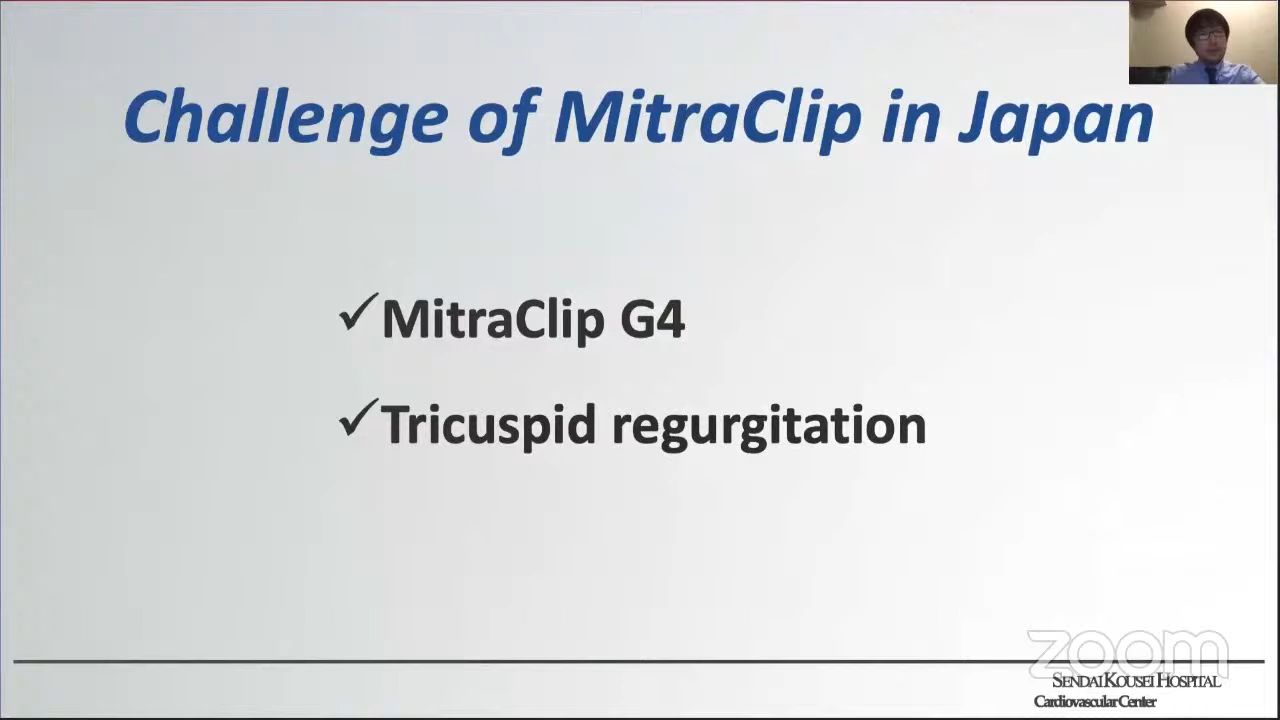 Challenge of MitraClip in Japan
✓MitraClip G4
✓Tricuspid regurgitation
zoom
SENDAI KOUSEI HOSPITAL
Cardiovascular Center